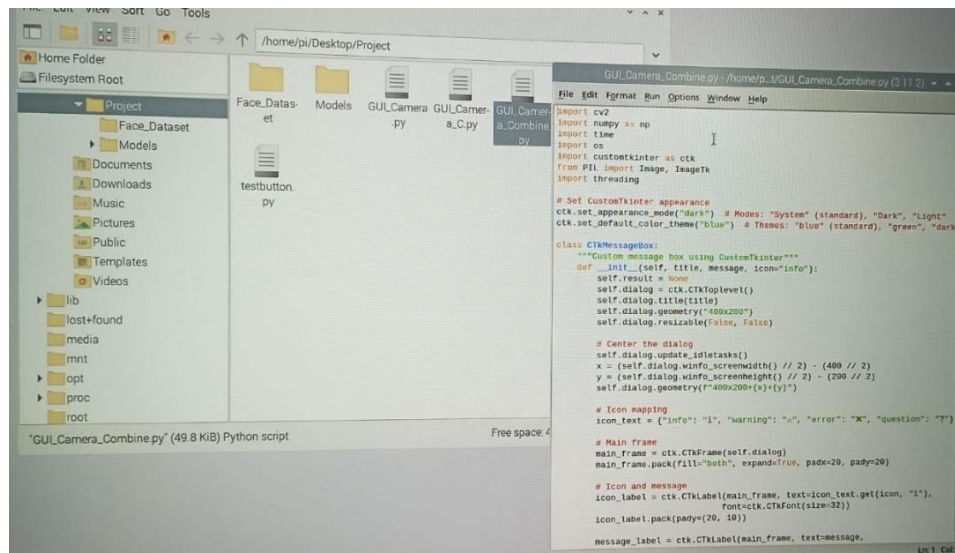 File Edit View Sort Go Tools
/home/pi/Desktop/Project
Home Folder
Filesystem Root
Project
Face_Dataset
Models
Documents
Downloads
Music
Pictures
Public
Templates
Videos
lib
lost+found
media
mnt
opt
proc
root
Face_Datas-
et
Models
GUI_Camera
.py
GUI_Camer-
a_C.py
GUI_Camer-
a_Combine.
py
testbutton.
py
"GUI_Camera_Combine.py" (49.8 KiB) Python script
Free space: 4
GUI_Camera_Combine.py - /home/p...t/GUI_Camera_Combine.py (3.11.2)
File Edit Format Run Options Window Help
import cv2
import numpy as np
import time
import os
import customtkinter as ctk
from PIL import Image, ImageTk
import threading
# Set CustomTkinter appearance
ctk.set_appearance_mode("dark")  # Modes: "System" (standard), "Dark", "Light"
ctk.set_default_color_theme("blue")  # Themes: "blue" (standard), "green", "dark
class CTkMessageBox:
    """Custom message box using CustomTkinter"""
    def __init__(self, title, message, icon="info"):
        self.result = None
        self.dialog = ctk.CTkToplevel()
        self.dialog.title(title)
        self.dialog.geometry("400x200")
        self.dialog.resizable(False, False)
        # Center the dialog
        self.dialog.update_idletasks()
        x = (self.dialog.winfo_screenwidth() // 2) - (400 // 2)
        y = (self.dialog.winfo_screenheight() // 2) - (200 // 2)
        self.dialog.geometry(f"400x200+{x}+{y}")
        # Icon mapping
        icon_text = {"info": "ℹ", "warning": "⚠", "error": "❌", "question": "?"}
        # Main frame
        main_frame = ctk.CTkFrame(self.dialog)
        main_frame.pack(fill="both", expand=True, padx=20, pady=20)
        # Icon and message
        icon_label = ctk.CTkLabel(main_frame, text=icon_text.get(icon, "ℹ"),
                                  font=ctk.CTkFont(size=32))
        icon_label.pack(pady=(20, 10))
        message_label = ctk.CTkLabel(main_frame, text=message,
Ln: 1 Col